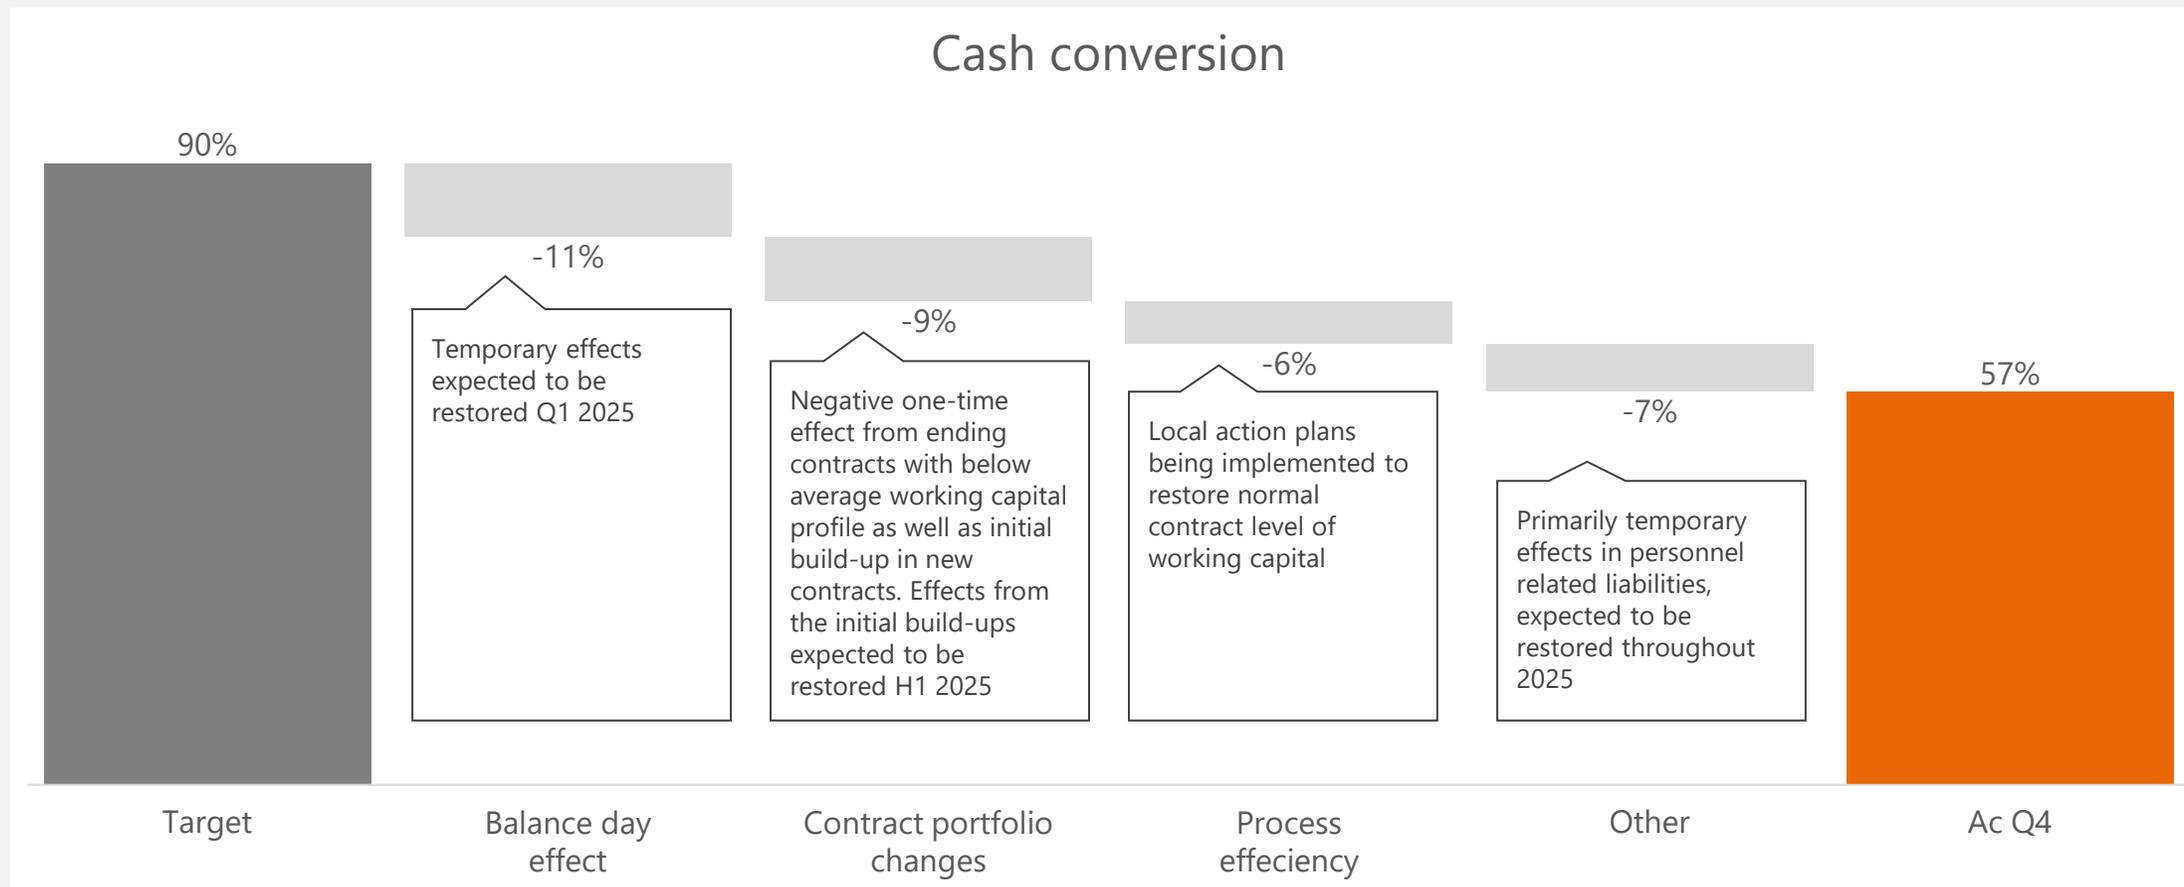 Cash conversion
90%
-11%
Temporary effects
expected to be
restored Q1 2025
-9%
Negative one-time
effect from ending
contracts with below
average working capital
profile as well as initial
build-up in new
contracts. Effects from
the initial build-ups
expected to be
restored H1 2025
-6%
Local action plans
being implemented to
restore normal
contract level of
working capital
-7%
Primarily temporary
effects in personnel
related liabilities,
expected to be
restored throughout
2025
57%
Target
Balance day
effect
Contract portfolio
changes
Process
effeciency
Other
Ac Q4